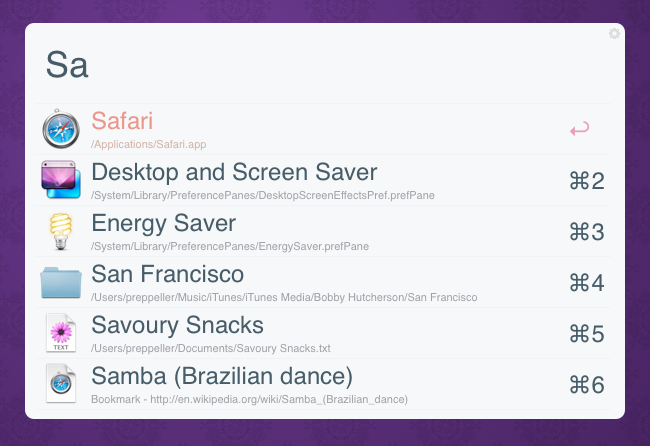 Sa
Safari
/Applications/Safari.app
Desktop and Screen Saver
/System/Library/PreferencePanes/DesktopScreenEffectsPref.prefPane
⌘2
Energy Saver
/System/Library/PreferencePanes/EnergySaver.prefPane
⌘3
San Francisco
/Users/preppeller/Music/iTunes/iTunes Media/Bobby Hutcherson/San Francisco
⌘4
TEXT
Savoury Snacks
/Users/preppeller/Documents/Savoury Snacks.txt
⌘5
Samba (Brazilian dance)
Bookmark - http://en.wikipedia.org/wiki/Samba_(Brazilian_dance)
⌘6